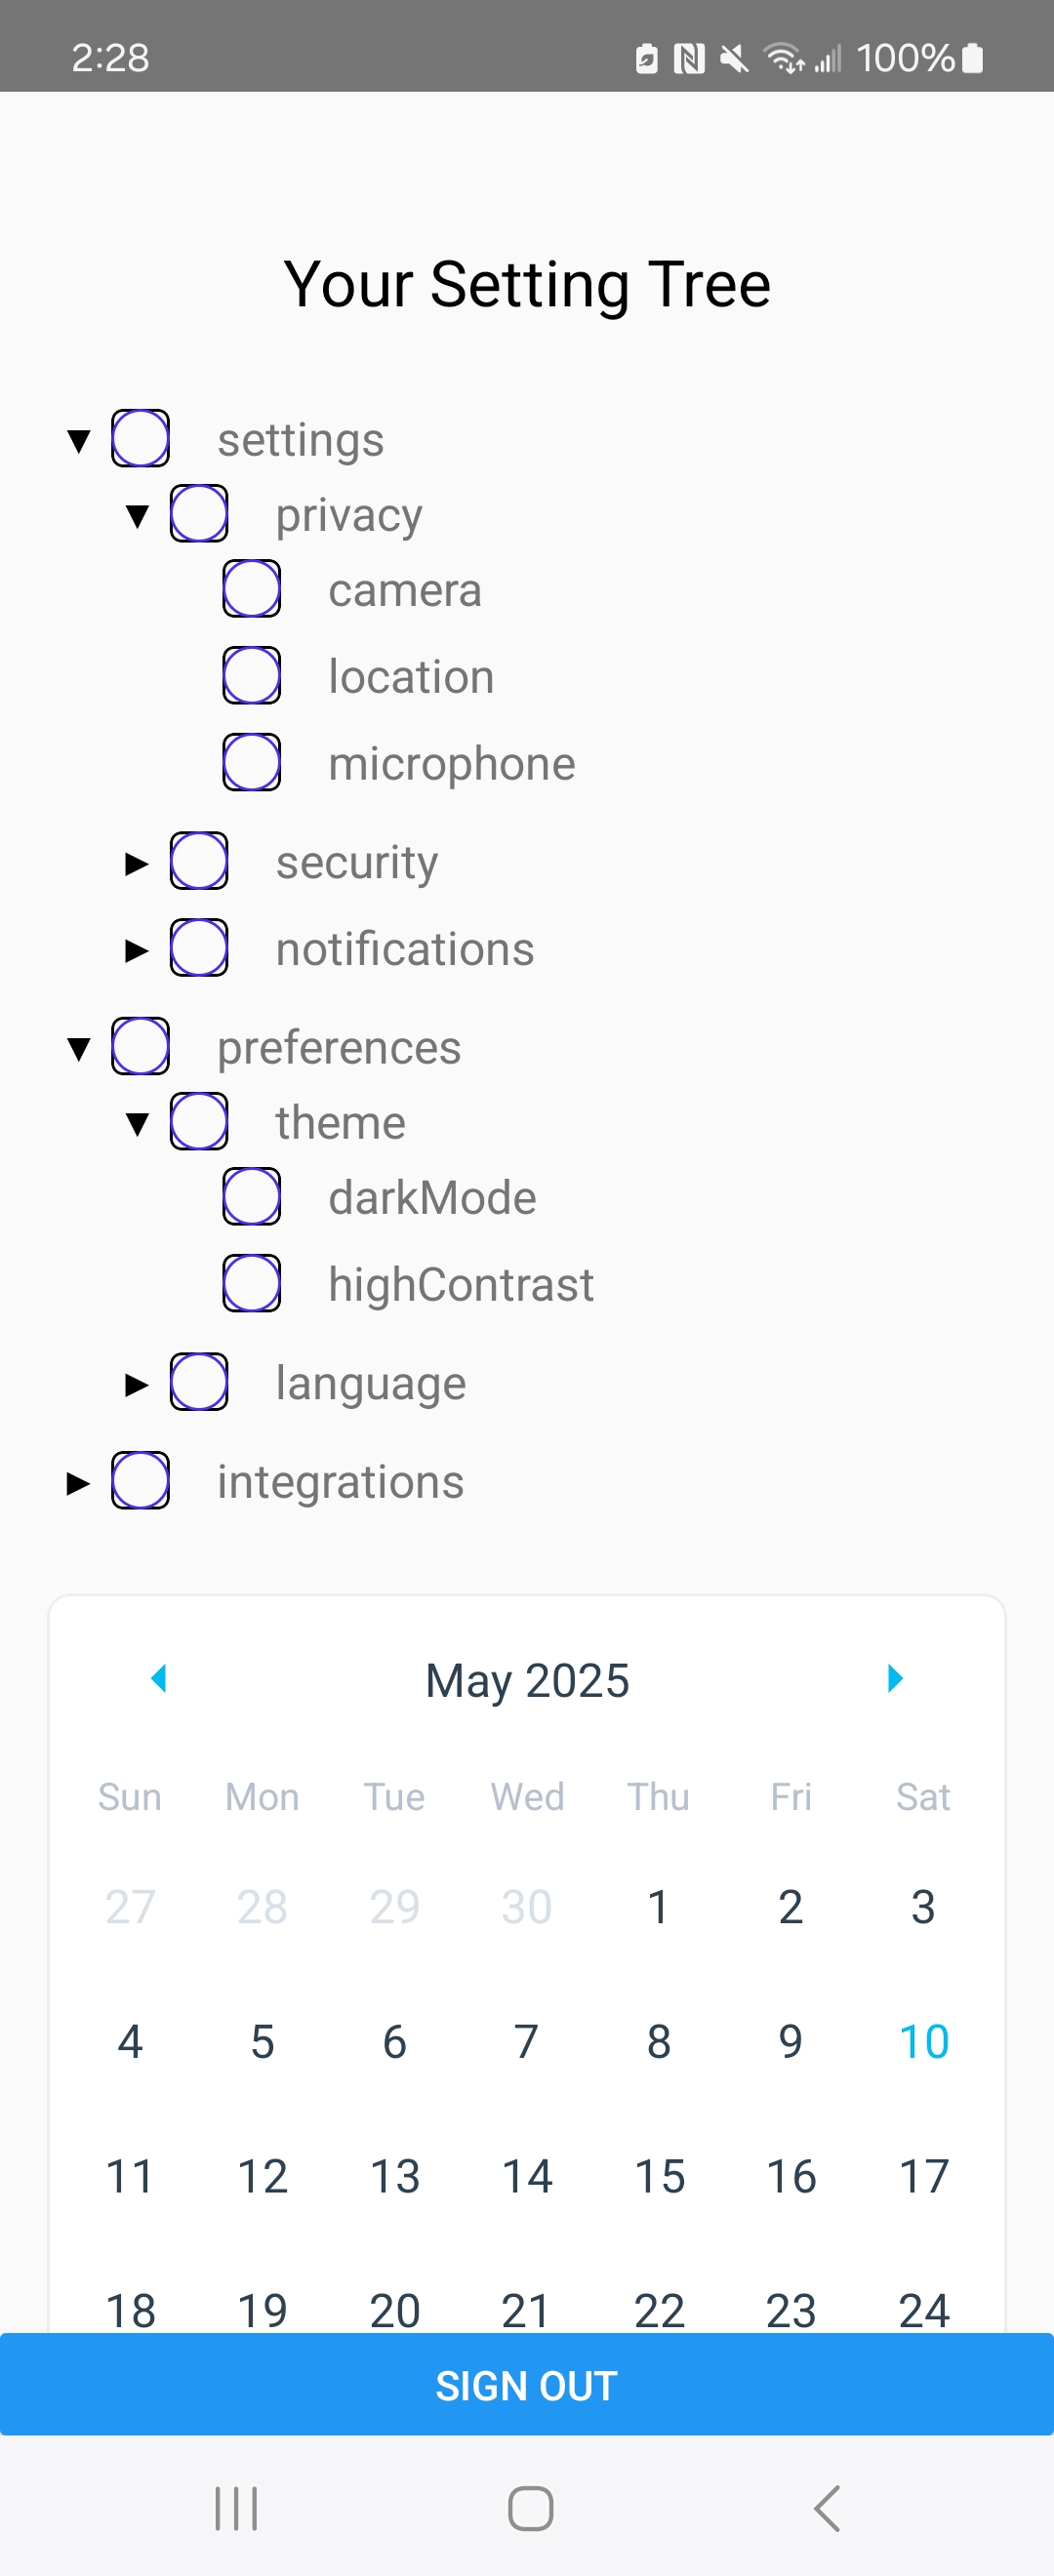 2:28 100%
Your Setting Tree
▼ settings
▼ privacy
camera
location
microphone
▶ security
▶ notifications
▼ preferences
▼ theme
darkMode
highContrast
▶ language
▶ integrations
May 2025
Sun Mon Tue Wed Thu Fri Sat
27 28 29 30 1 2 3
4 5 6 7 8 9 10
11 12 13 14 15 16 17
18 19 20 21 22 23 24
SIGN OUT